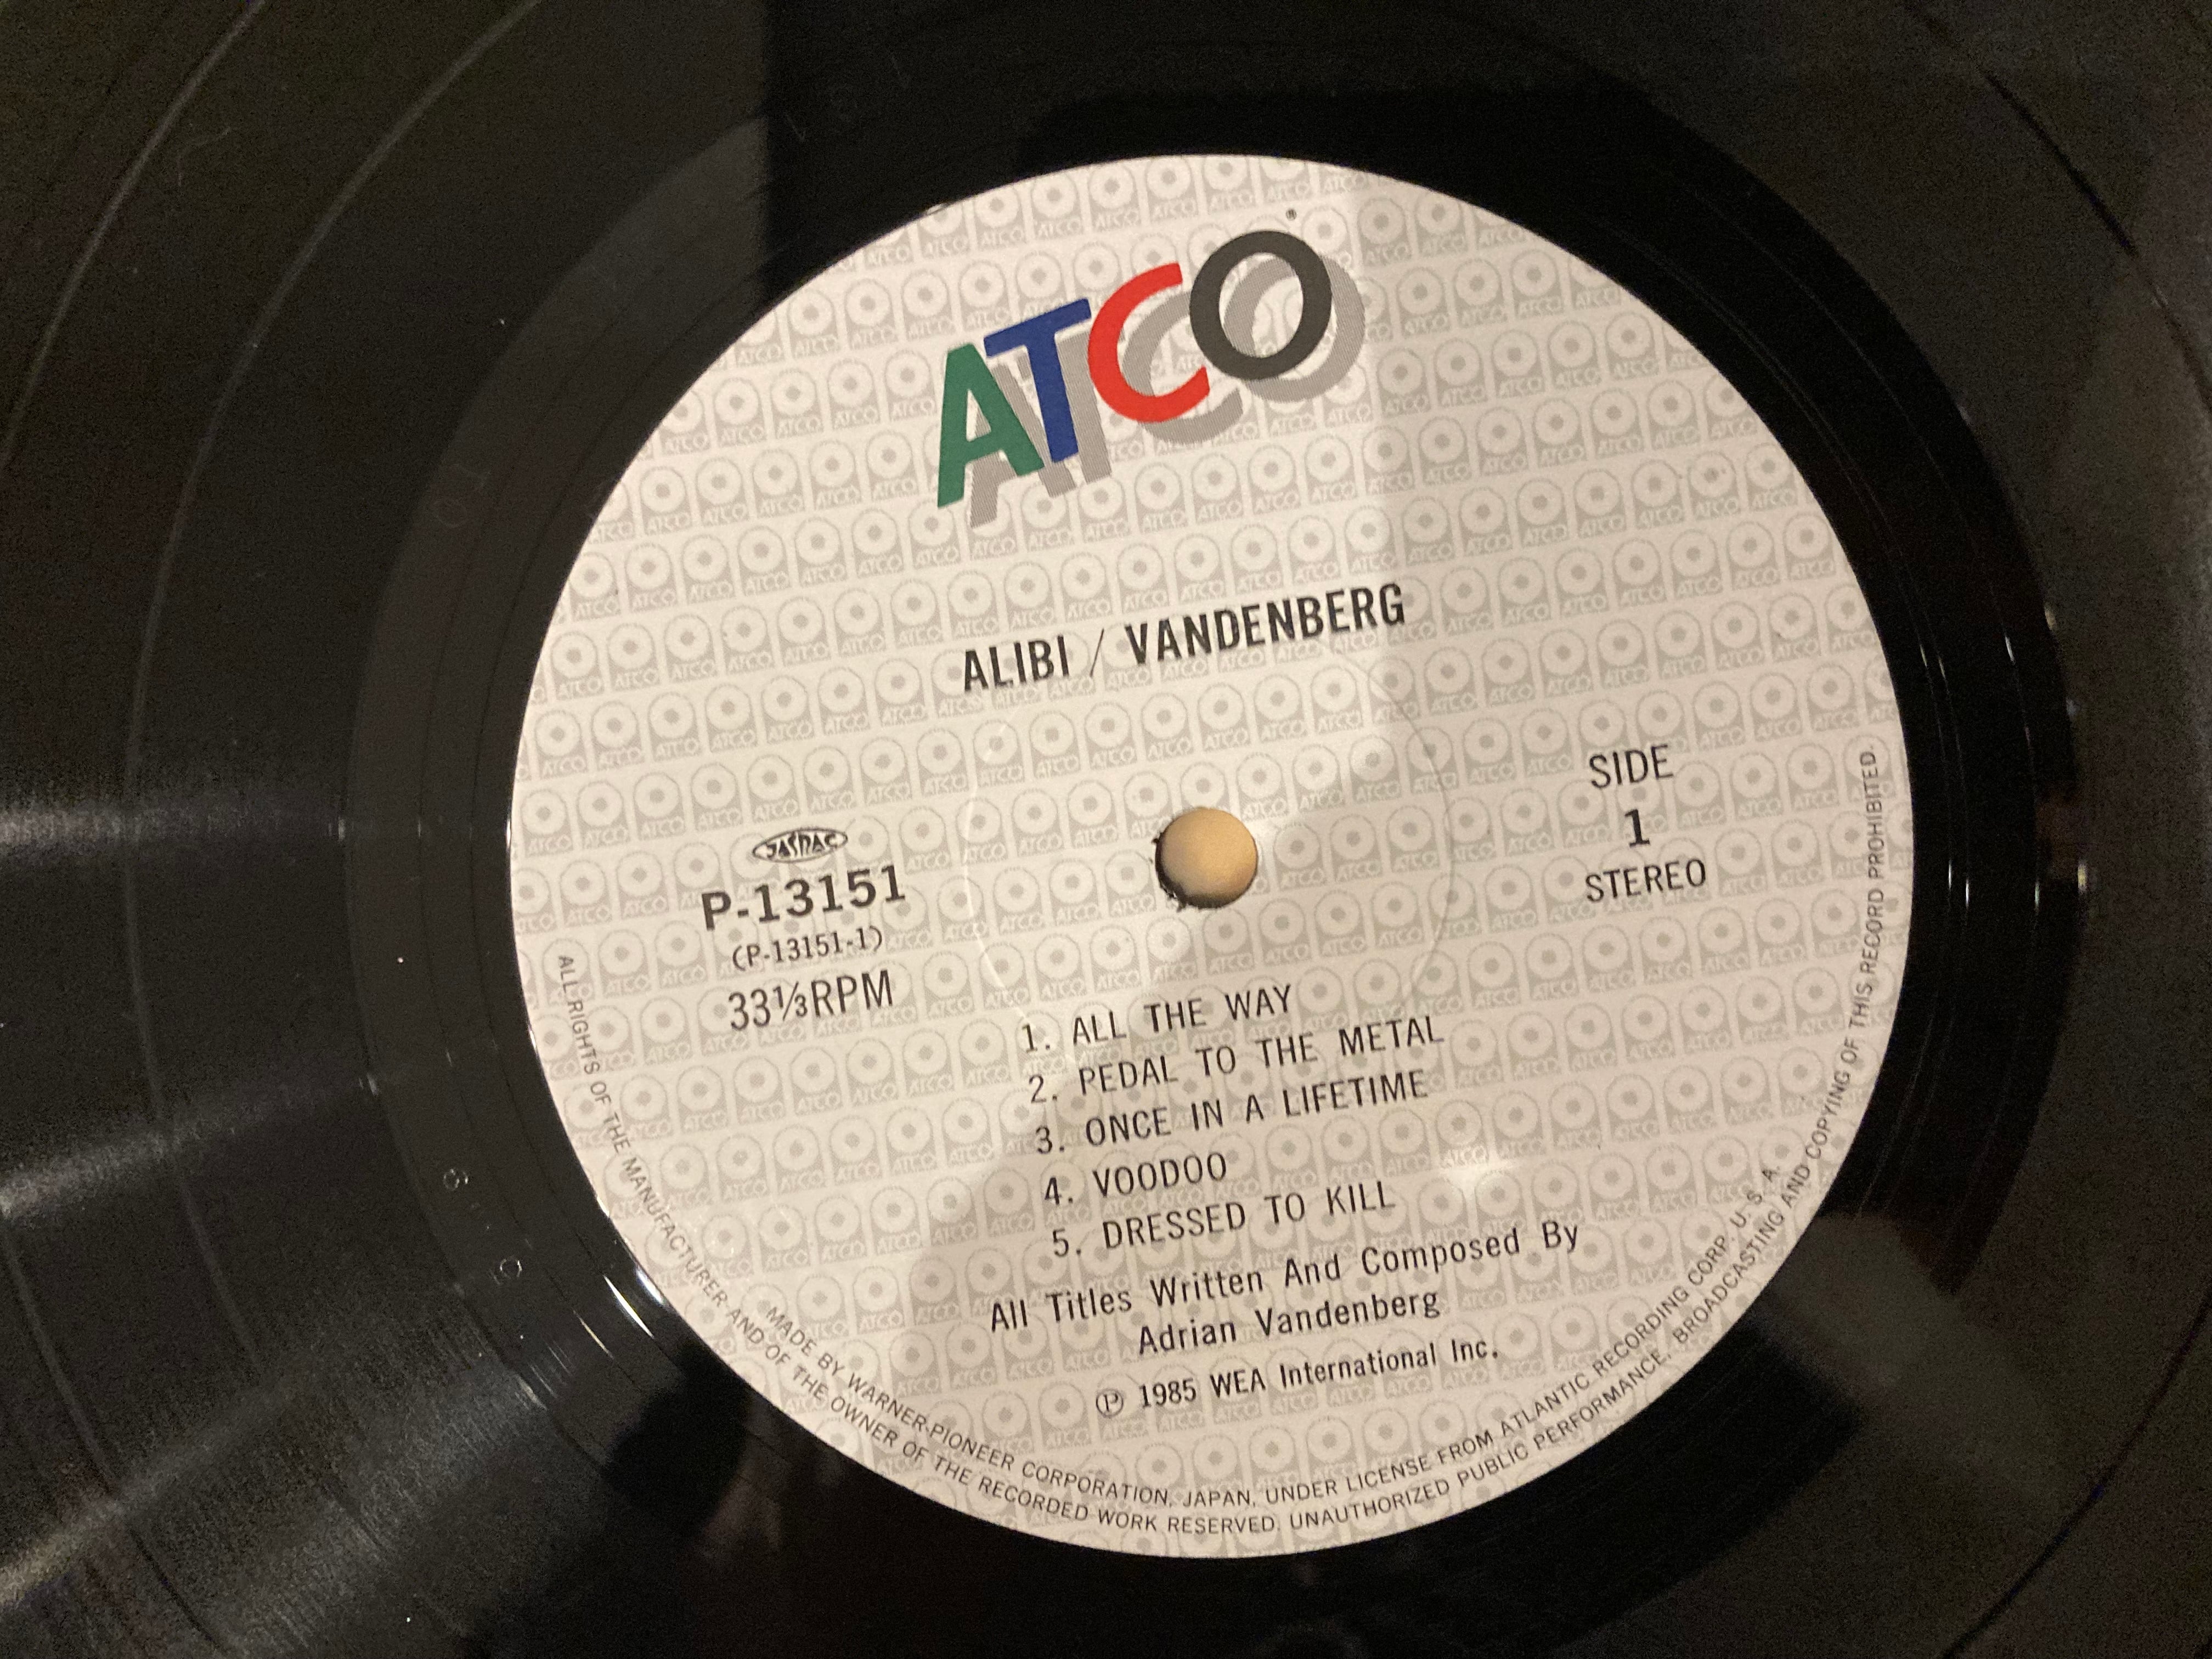 ATCO
ALIBI / VANDENBERG
SIDE
1
STEREO
JASRAC
P-13151
(P-13151-1)
33⅓RPM
1. ALL THE WAY
2. PEDAL TO THE METAL
3. ONCE IN A LIFETIME
4. VOODOO
5. DRESSED TO KILL
All Titles Written And Composed By
Adrian Vandenberg
Ⓟ 1985 WEA International Inc.
MADE BY WARNER-PIONEER CORPORATION, JAPAN, UNDER LICENSE FROM ATLANTIC RECORDING CORP. U. S. A.
ALL RIGHTS OF THE MANUFACTURER AND OF THE OWNER OF THE RECORDED WORK RESERVED. UNAUTHORIZED PUBLIC PERFORMANCE, BROADCASTING AND COPYING OF THIS RECORD PROHIBITED